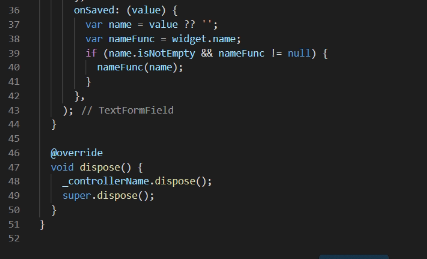 36 onSaved: (value) {
37 var name = value ?? '';
38 var nameFunc = widget.name;
39 if (name.isNotEmpty && nameFunc != null) {
40 nameFunc(name);
41 }
42 },
43 ); // TextFormField
44 }
45
46 @override
47 void dispose() {
48 _controllerName.dispose();
49 super.dispose();
50 }
51 }
52